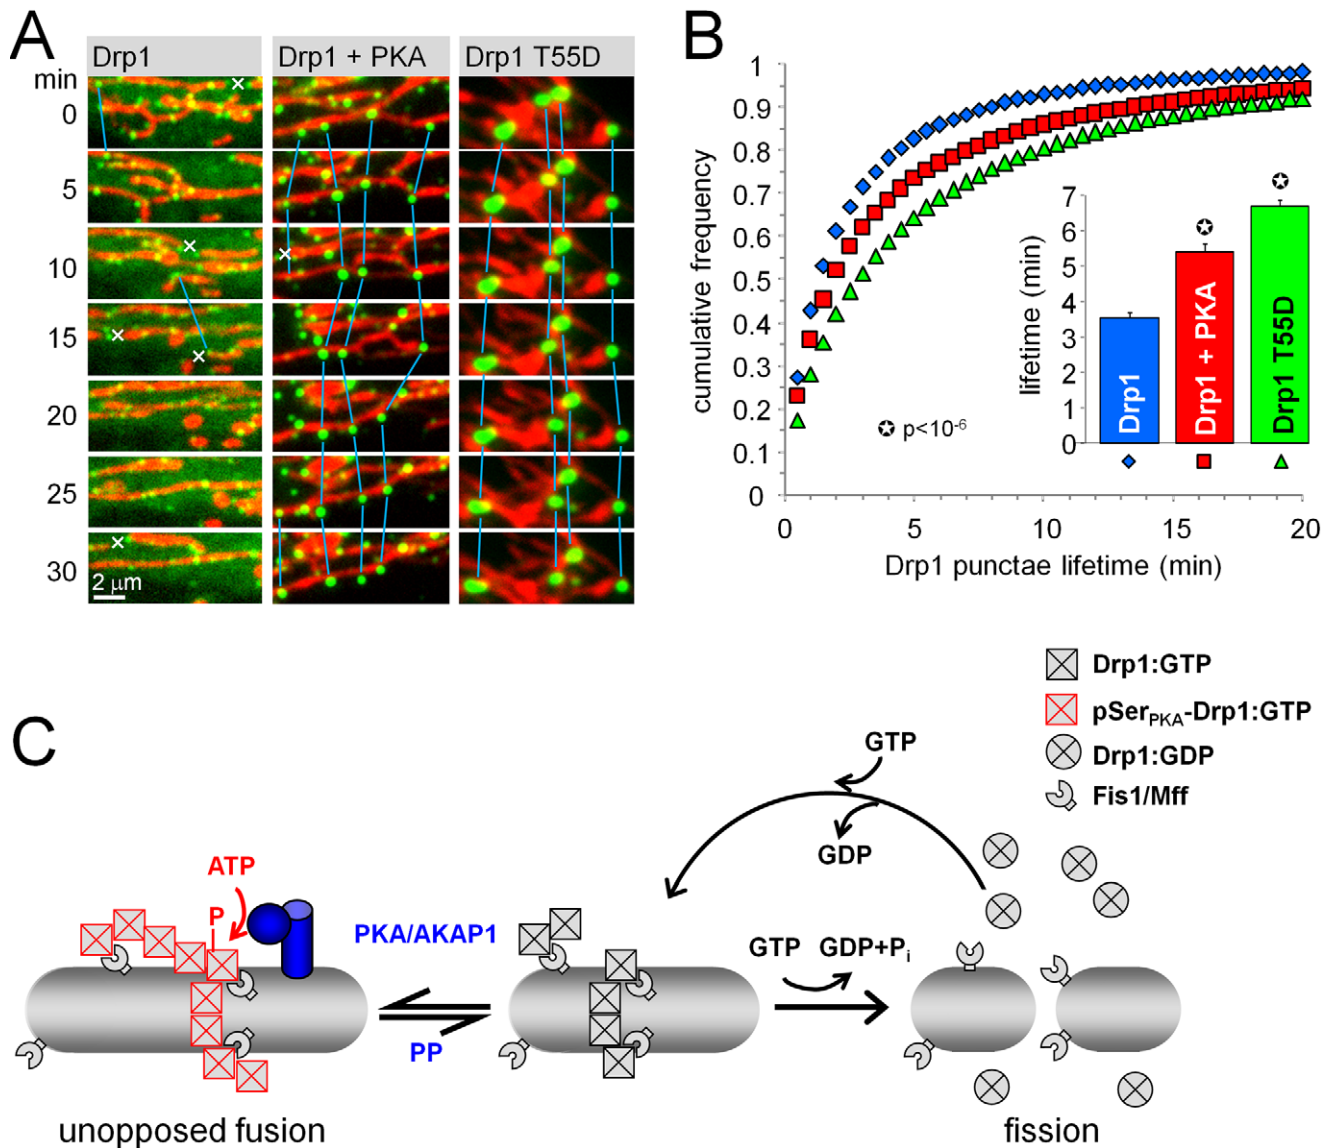 A
Drp1
Drp1 + PKA
Drp1 T55D
min
0
5
10
15
20
25
30
2 µm
B
cumulative frequency
1
0.9
0.8
0.7
0.6
0.5
0.4
0.3
0.2
0.1
0
0
5
10
15
20
Drp1 punctae lifetime (min)
p<10-6
lifetime (min)
7
6
5
4
3
2
1
0
Drp1
Drp1 + PKA
Drp1 T55D
C
Drp1:GTP
pSerPKA-Drp1:GTP
Drp1:GDP
Fis1/Mff
GTP
GDP
ATP
P
PKA/AKAP1
PP
GTP
GDP+Pi
unopposed fusion
fission